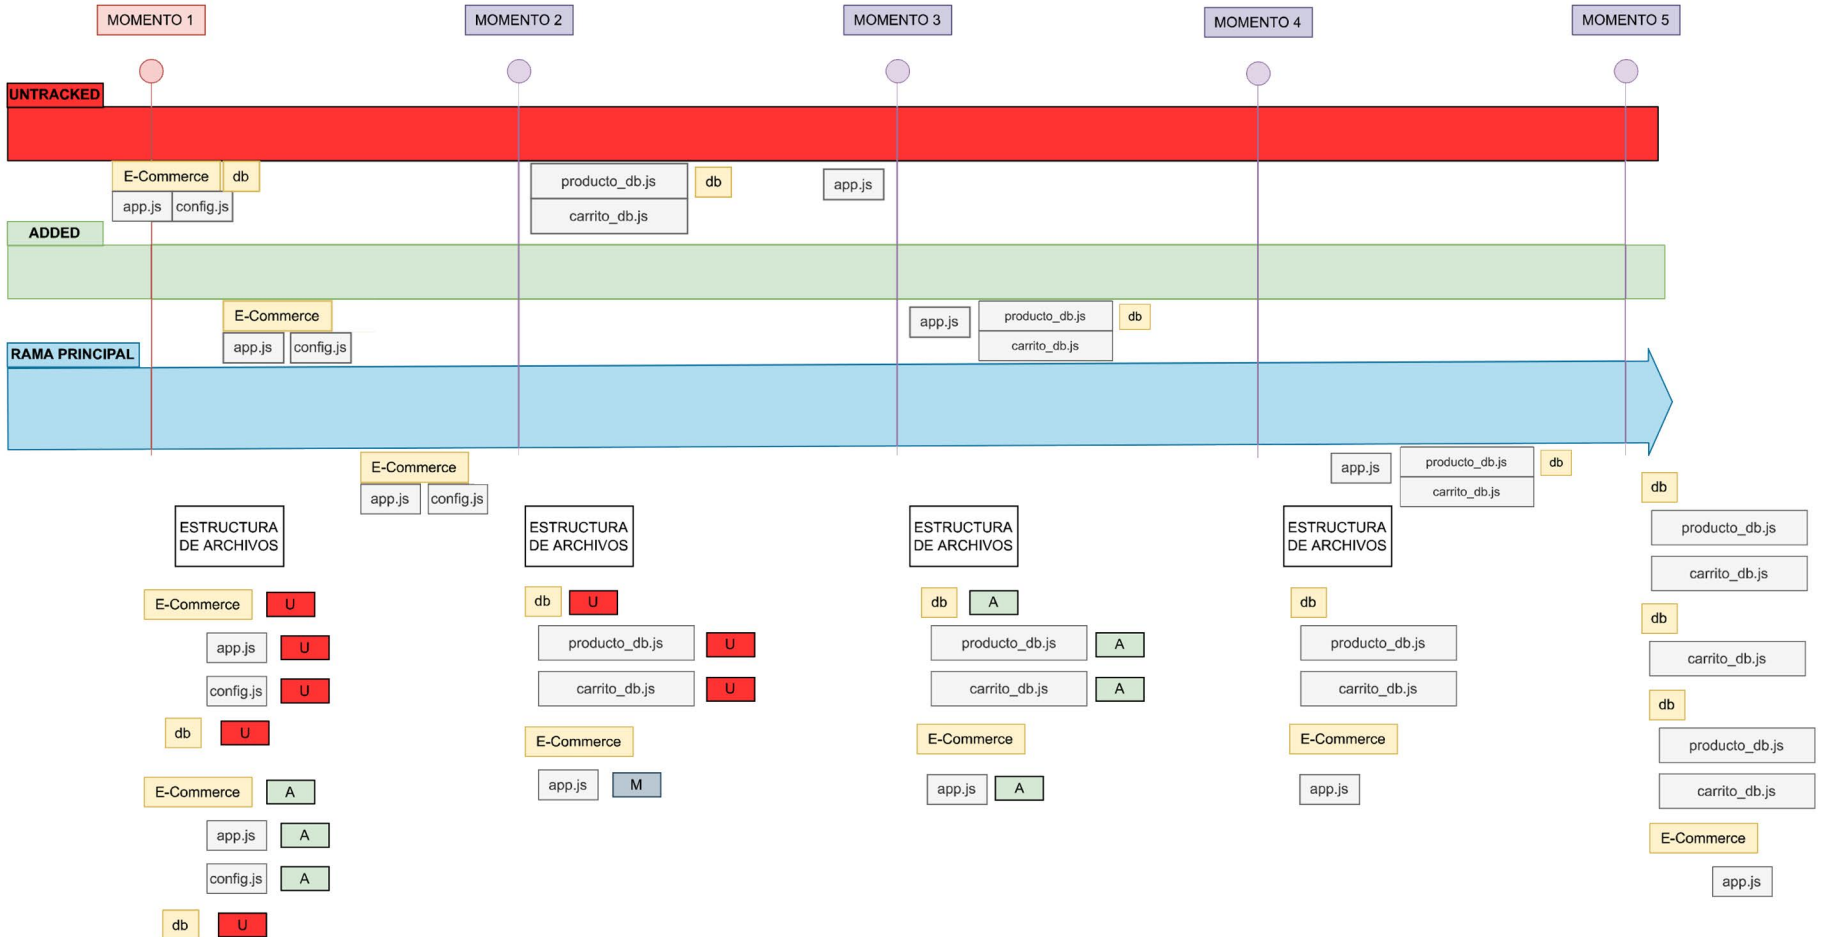 MOMENTO 1
MOMENTO 2
MOMENTO 3
MOMENTO 4
MOMENTO 5
UNTRACKED
E-Commerce
db
app.js
config.js
producto_db.js
carrito_db.js
db
app.js
ADDED
E-Commerce
app.js
config.js
app.js
producto_db.js
carrito_db.js
db
RAMA PRINCIPAL
E-Commerce
app.js
config.js
app.js
producto_db.js
carrito_db.js
db
ESTRUCTURA
DE ARCHIVOS
E-Commerce U
app.js U
config.js U
db U
E-Commerce A
app.js A
config.js A
db U
ESTRUCTURA
DE ARCHIVOS
db U
producto_db.js U
carrito_db.js U
E-Commerce
app.js M
ESTRUCTURA
DE ARCHIVOS
db A
producto_db.js A
carrito_db.js A
E-Commerce
app.js A
ESTRUCTURA
DE ARCHIVOS
db
producto_db.js
carrito_db.js
E-Commerce
app.js
db
producto_db.js
carrito_db.js
db
carrito_db.js
db
producto_db.js
carrito_db.js
E-Commerce
app.js